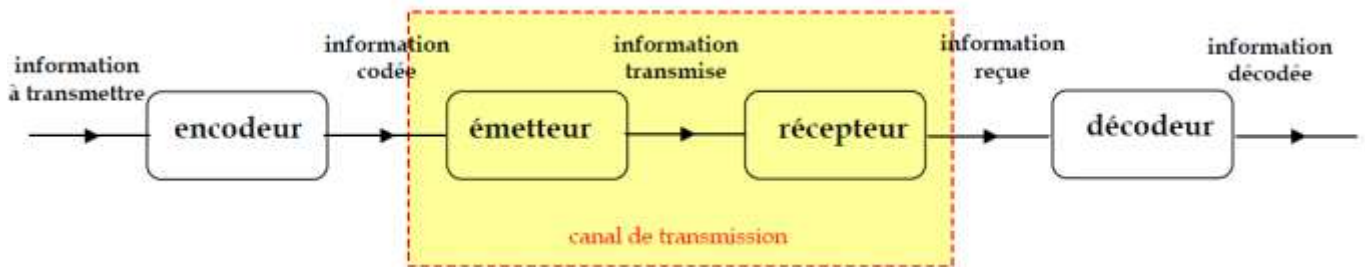 information
à transmettre
information
codée
information
transmise
information
reçue
information
décodée
encodeur
émetteur
récepteur
décodeur
canal de transmission